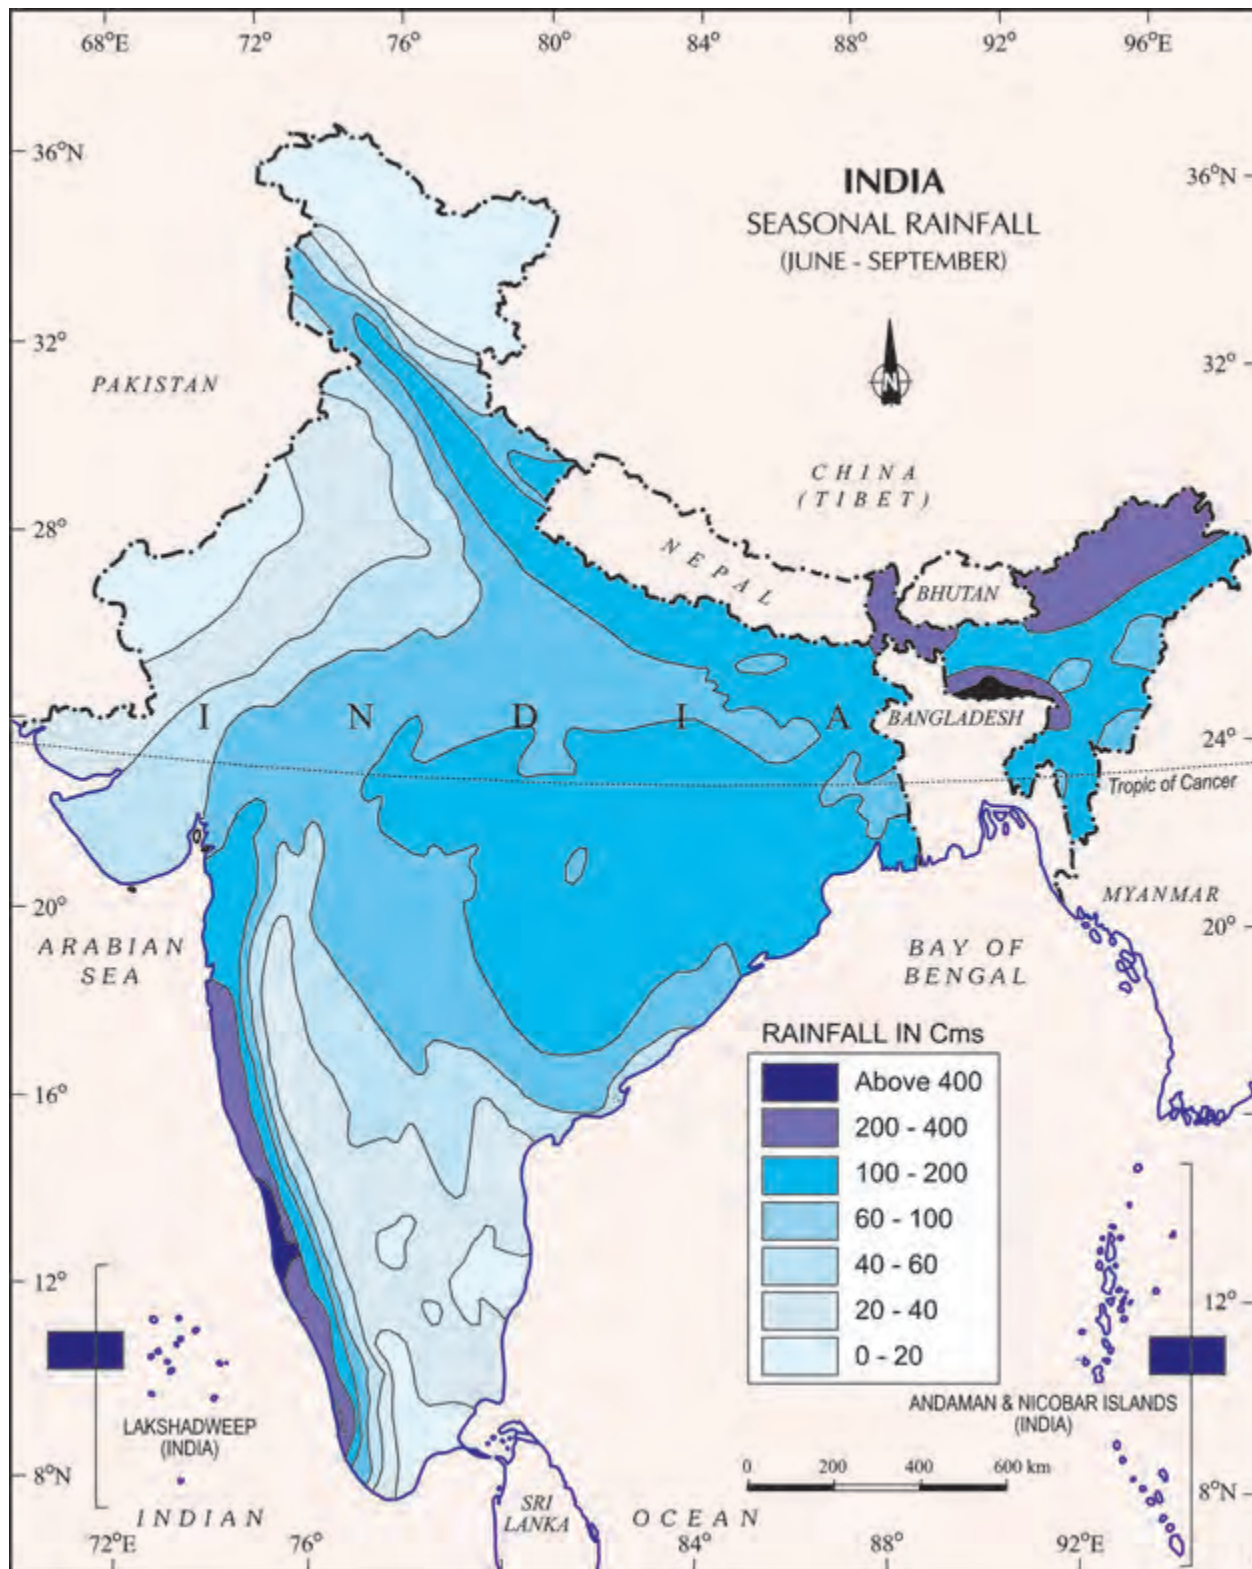 68°E 72° 76° 80° 84° 88° 92° 96°E
36°N
36°N
INDIA
SEASONAL RAINFALL
(JUNE - SEPTEMBER)
N
32°
32°
PAKISTAN
CHINA
(TIBET)
28°
28°
NEPAL
BHUTAN
INDIA
BANGLADESH
24°
Tropic of Cancer
MYANMAR
20°
20°
ARABIAN
SEA
BAY OF
BENGAL
RAINFALL IN Cms
Above 400
200 - 400
100 - 200
60 - 100
40 - 60
20 - 40
0 - 20
16°
12°
12°
LAKSHADWEEP
(INDIA)
ANDAMAN & NICOBAR ISLANDS
(INDIA)
0 200 400 600 km
8°N
8°N
INDIAN
SRI
LANKA
OCEAN
72°E 76° 84° 88° 92°E